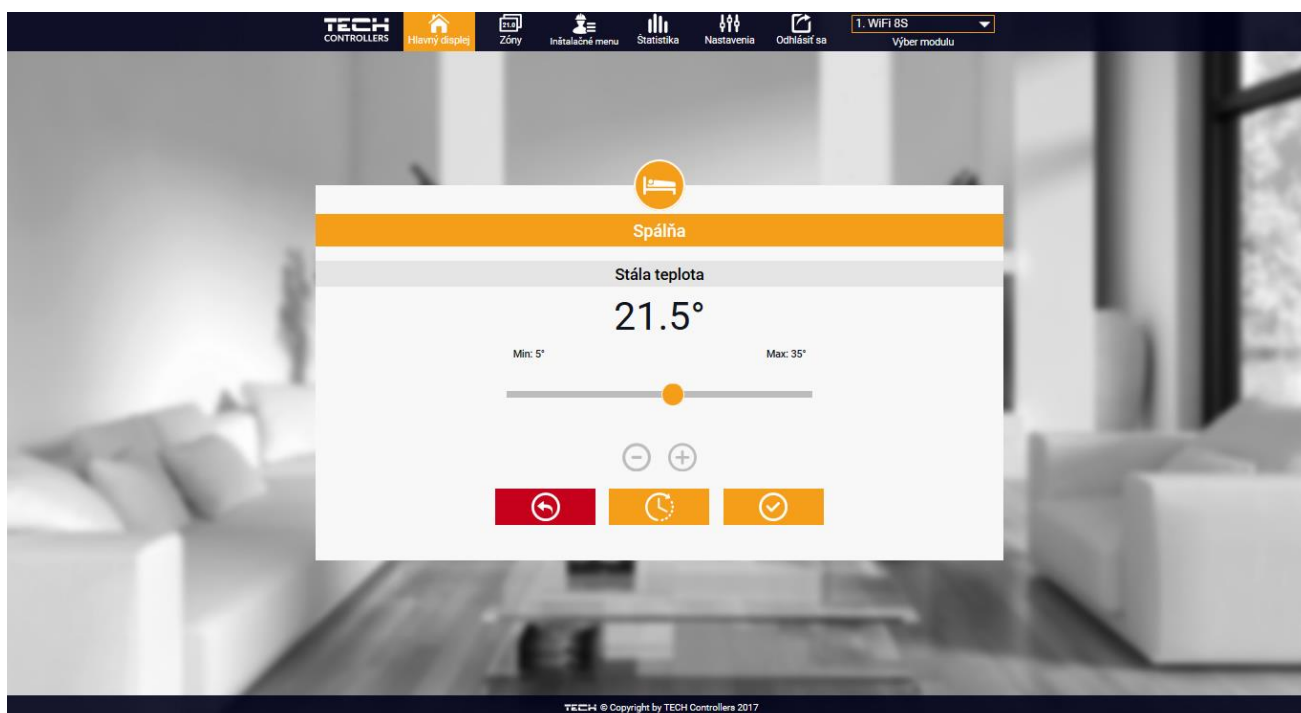 TECH
CONTROLLERS
Hlavný displej
21.0
Zóny
Inštalačné menu
Štatistika
Nastavenia
Odhlásiť sa
1. WiFi 8S
Výber modulu
Spálňa
Stála teplota
21.5°
Min: 5°
Max: 35°
TECH © Copyright by TECH Controllers 2017